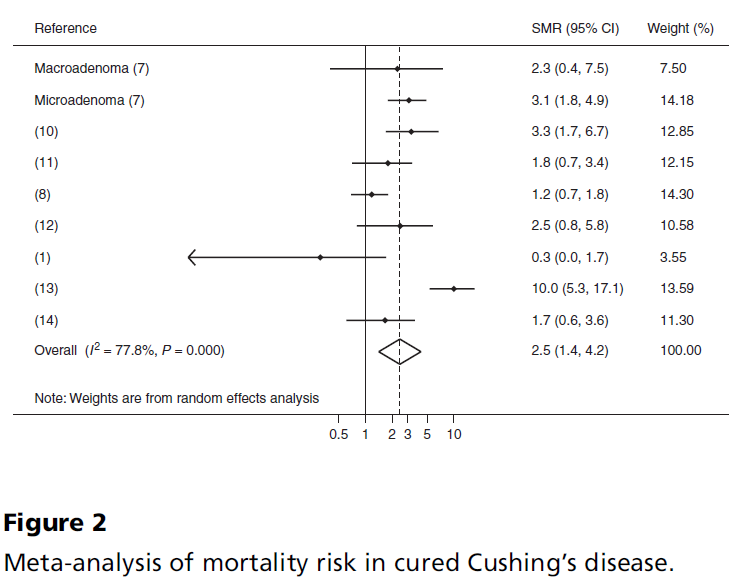 Reference SMR (95% CI) Weight (%)
Macroadenoma (7) 2.3 (0.4, 7.5) 7.50
Microadenoma (7) 3.1 (1.8, 4.9) 14.18
(10) 3.3 (1.7, 6.7) 12.85
(11) 1.8 (0.7, 3.4) 12.15
(8) 1.2 (0.7, 1.8) 14.30
(12) 2.5 (0.8, 5.8) 10.58
(1) 0.3 (0.0, 1.7) 3.55
(13) 10.0 (5.3, 17.1) 13.59
(14) 1.7 (0.6, 3.6) 11.30
Overall (I² = 77.8%, P = 0.000) 2.5 (1.4, 4.2) 100.00
Note: Weights are from random effects analysis
0.5 1 2 3 5 10
Figure 2
Meta-analysis of mortality risk in cured Cushing’s disease.